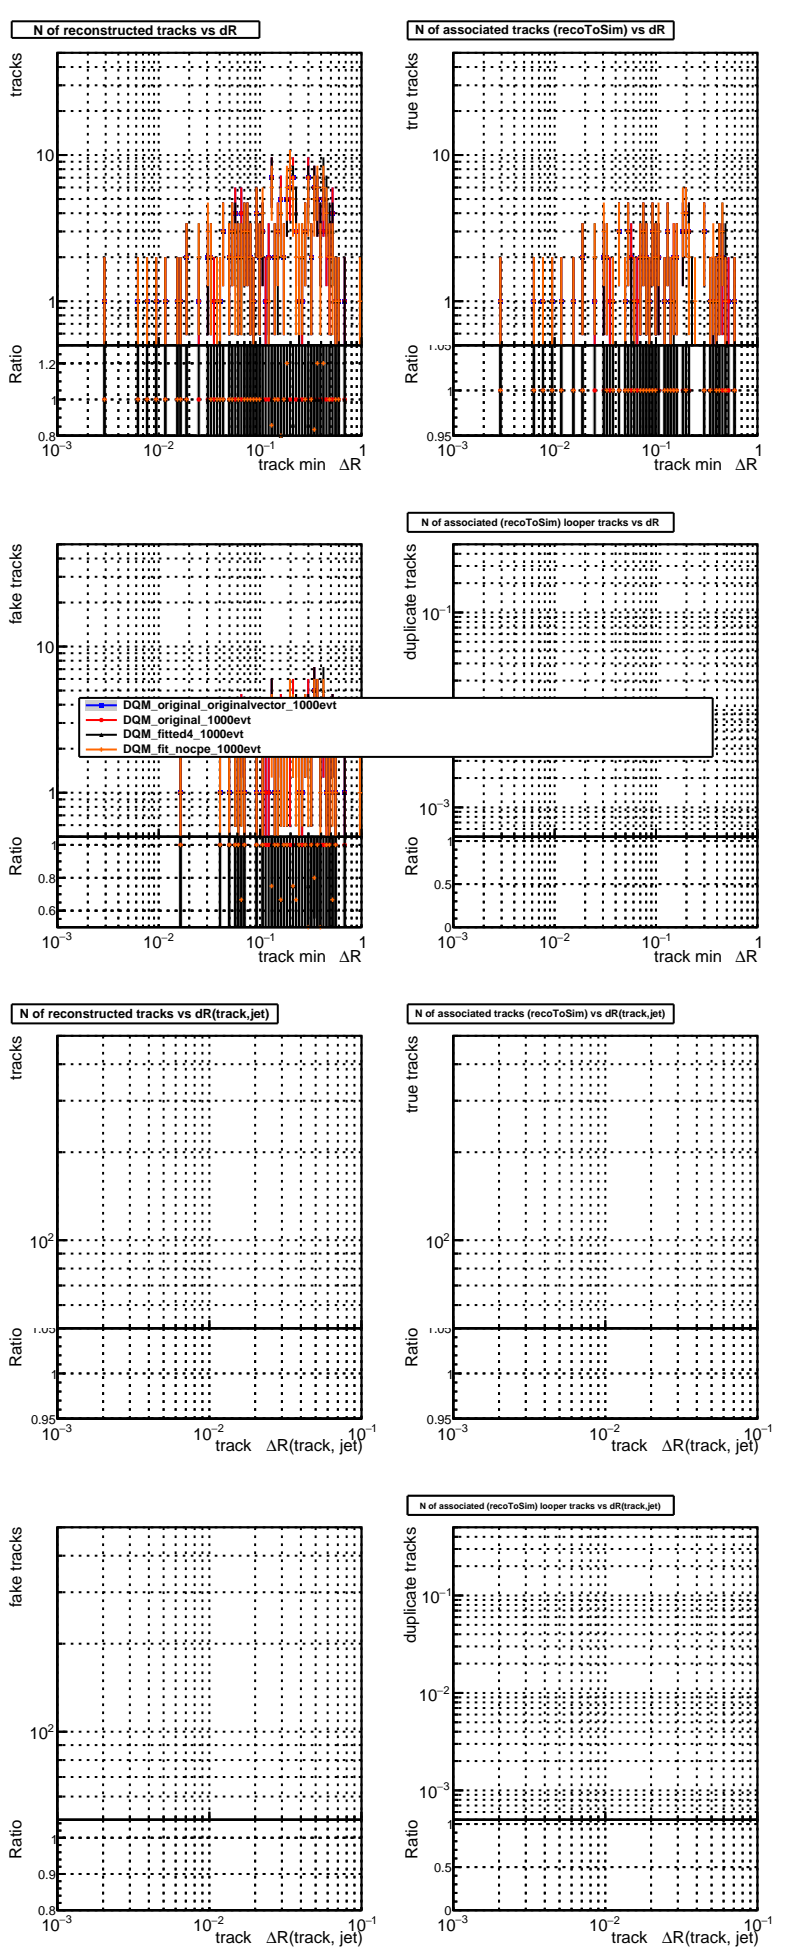 N of reconstructed tracks vs dR
tracks
10
1
Ratio
1.2
1
0.8
10⁻³
10⁻²
10⁻¹
1
track min ΔR
N of associated tracks (recoToSim) vs dR
true tracks
10
1
Ratio
1.05
1
0.95
10⁻³
10⁻²
10⁻¹
1
track min ΔR
fake tracks
10
1
Ratio
1
0.8
0.6
10⁻³
10⁻²
10⁻¹
1
track min ΔR
N of associated (recoToSim) looper tracks vs dR
duplicate tracks
10⁻¹
10⁻³
Ratio
1
0.5
0
10⁻³
10⁻²
10⁻¹
1
track min ΔR
DQM_original_originalvector_1000evt
DQM_original_1000evt
DQM_fitted4_1000evt
DQM_fit_nocpe_1000evt
N of reconstructed tracks vs dR(track,jet)
tracks
10²
Ratio
1.05
1
0.95
10⁻³
10⁻²
10⁻¹
track ΔR(track, jet)
N of associated tracks (recoToSim) vs dR(track,jet)
true tracks
10²
Ratio
1.05
1
0.95
10⁻³
10⁻²
10⁻¹
track ΔR(track, jet)
fake tracks
10²
Ratio
1
0.9
0.8
10⁻³
10⁻²
10⁻¹
track ΔR(track, jet)
N of associated (recoToSim) looper tracks vs dR(track,jet)
duplicate tracks
10⁻¹
10⁻²
10⁻³
Ratio
1
0.5
0
10⁻³
10⁻²
10⁻¹
track ΔR(track, jet)